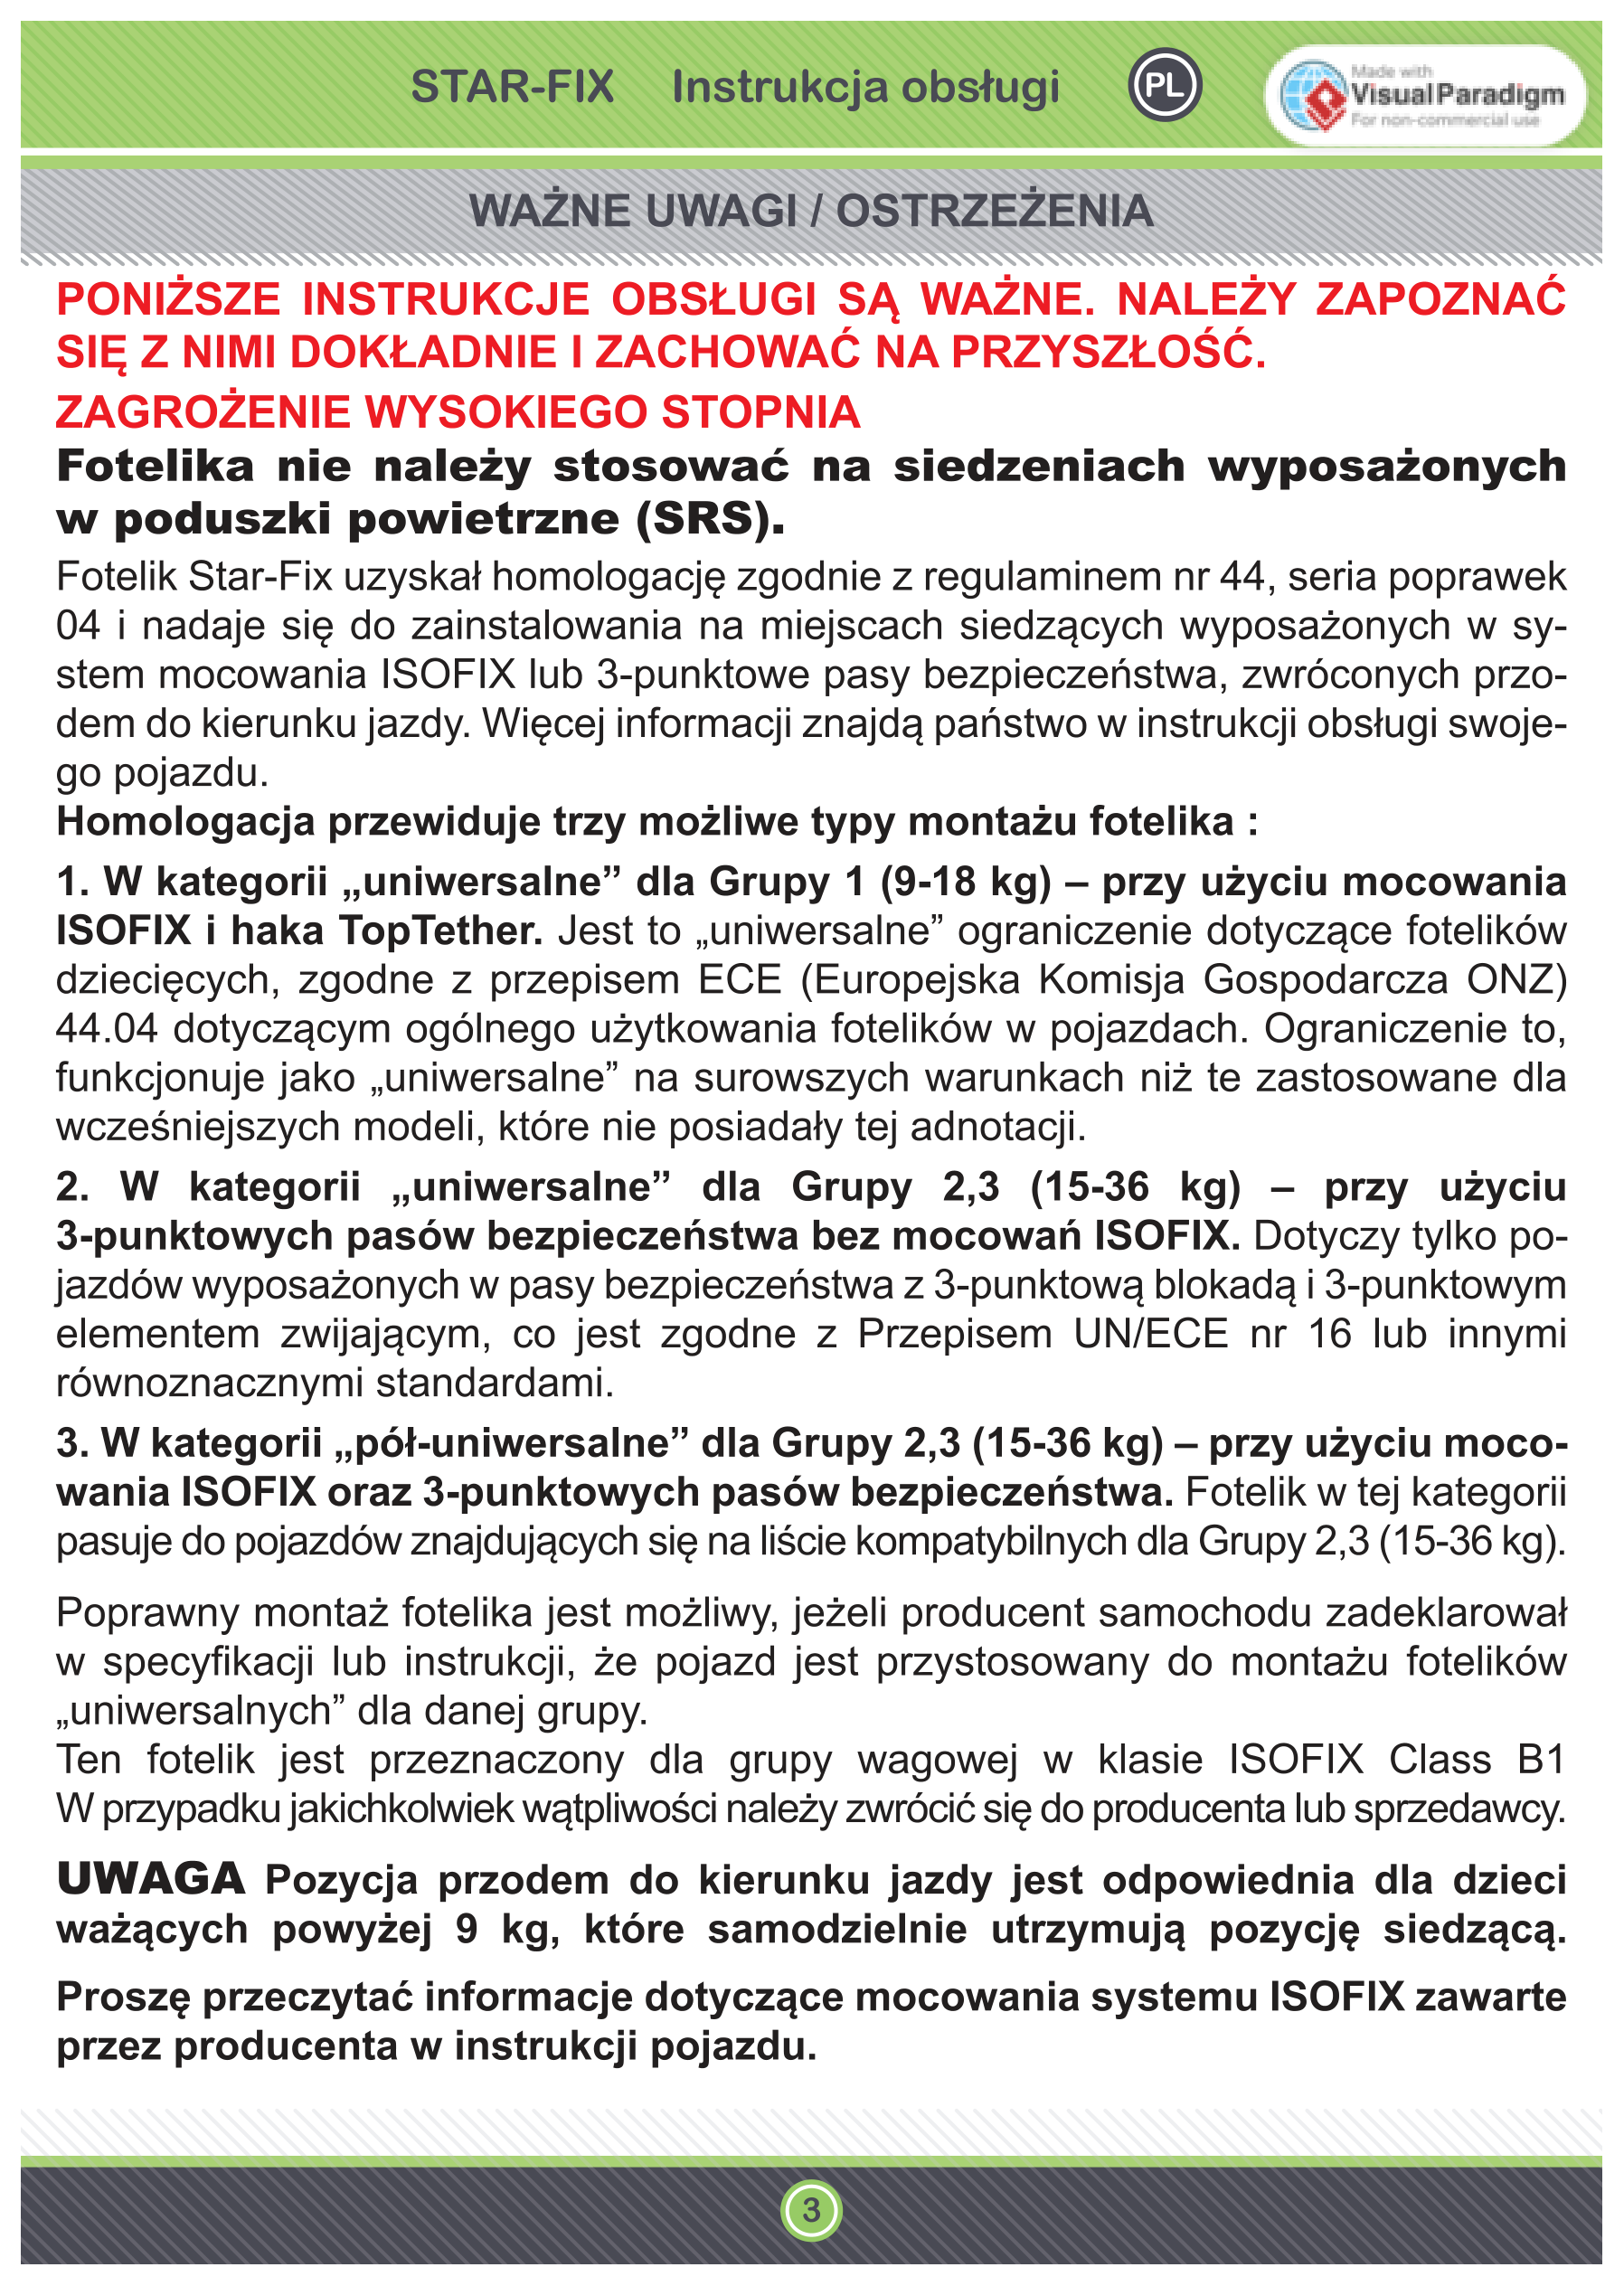 STAR-FIX Instrukcja obsługi PL
Made with
Visual Paradigm
For non-commercial use
WAŻNE UWAGI / OSTRZEŻENIA
PONIŻSZE INSTRUKCJE OBSŁUGI SĄ WAŻNE. NALEŻY ZAPOZNAĆ
SIĘ Z NIMI DOKŁADNIE I ZACHOWAĆ NA PRZYSZŁOŚĆ.
ZAGROŻENIE WYSOKIEGO STOPNIA
Fotelika nie należy stosować na siedzeniach wyposażonych
w poduszki powietrzne (SRS).
Fotelik Star-Fix uzyskał homologację zgodnie z regulaminem nr 44, seria poprawek
04 i nadaje się do zainstalowania na miejscach siedzących wyposażonych w sy-
stem mocowania ISOFIX lub 3-punktowe pasy bezpieczeństwa, zwróconych przo-
dem do kierunku jazdy. Więcej informacji znajdą państwo w instrukcji obsługi swoje-
go pojazdu.
Homologacja przewiduje trzy możliwe typy montażu fotelika :
1. W kategorii „uniwersalne” dla Grupy 1 (9-18 kg) – przy użyciu mocowania
ISOFIX i haka TopTether. Jest to „uniwersalne” ograniczenie dotyczące fotelików
dziecięcych, zgodne z przepisem ECE (Europejska Komisja Gospodarcza ONZ)
44.04 dotyczącym ogólnego użytkowania fotelików w pojazdach. Ograniczenie to,
funkcjonuje jako „uniwersalne” na surowszych warunkach niż te zastosowane dla
wcześniejszych modeli, które nie posiadały tej adnotacji.
2. W kategorii „uniwersalne” dla Grupy 2,3 (15-36 kg) – przy użyciu
3-punktowych pasów bezpieczeństwa bez mocowań ISOFIX. Dotyczy tylko po-
jazdów wyposażonych w pasy bezpieczeństwa z 3-punktową blokadą i 3-punktowym
elementem zwijającym, co jest zgodne z Przepisem UN/ECE nr 16 lub innymi
równoznacznymi standardami.
3. W kategorii „pół-uniwersalne” dla Grupy 2,3 (15-36 kg) – przy użyciu moco-
wania ISOFIX oraz 3-punktowych pasów bezpieczeństwa. Fotelik w tej kategorii
pasuje do pojazdów znajdujących się na liście kompatybilnych dla Grupy 2,3 (15-36 kg).
Poprawny montaż fotelika jest możliwy, jeżeli producent samochodu zadeklarował
w specyfikacji lub instrukcji, że pojazd jest przystosowany do montażu fotelików
„uniwersalnych” dla danej grupy.
Ten fotelik jest przeznaczony dla grupy wagowej w klasie ISOFIX Class B1
W przypadku jakichkolwiek wątpliwości należy zwrócić się do producenta lub sprzedawcy.
UWAGA Pozycja przodem do kierunku jazdy jest odpowiednia dla dzieci
ważących powyżej 9 kg, które samodzielnie utrzymują pozycję siedzącą.
Proszę przeczytać informacje dotyczące mocowania systemu ISOFIX zawarte
przez producenta w instrukcji pojazdu.
3